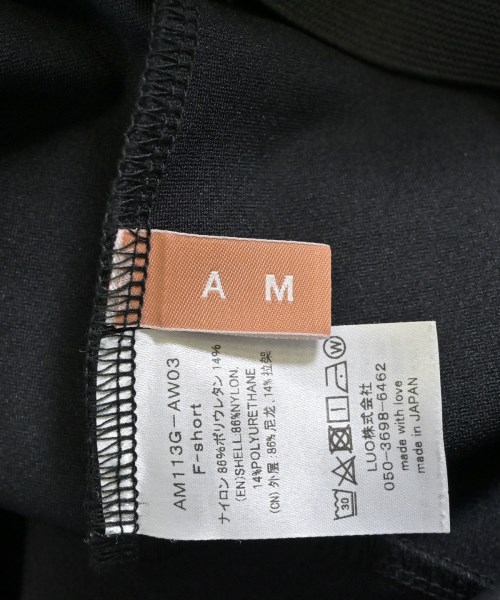 A M
AM113G-AW03
F-short
ナイロン 86%ポリウレタン 14%
(EN)SHELL:86%NYLON,
14%POLYURETHANE
(CN) 外層:86% 尼龙, 14% 拉架
30
W
LUO株式会社
050-3698-6462
made with love
made in JAPAN